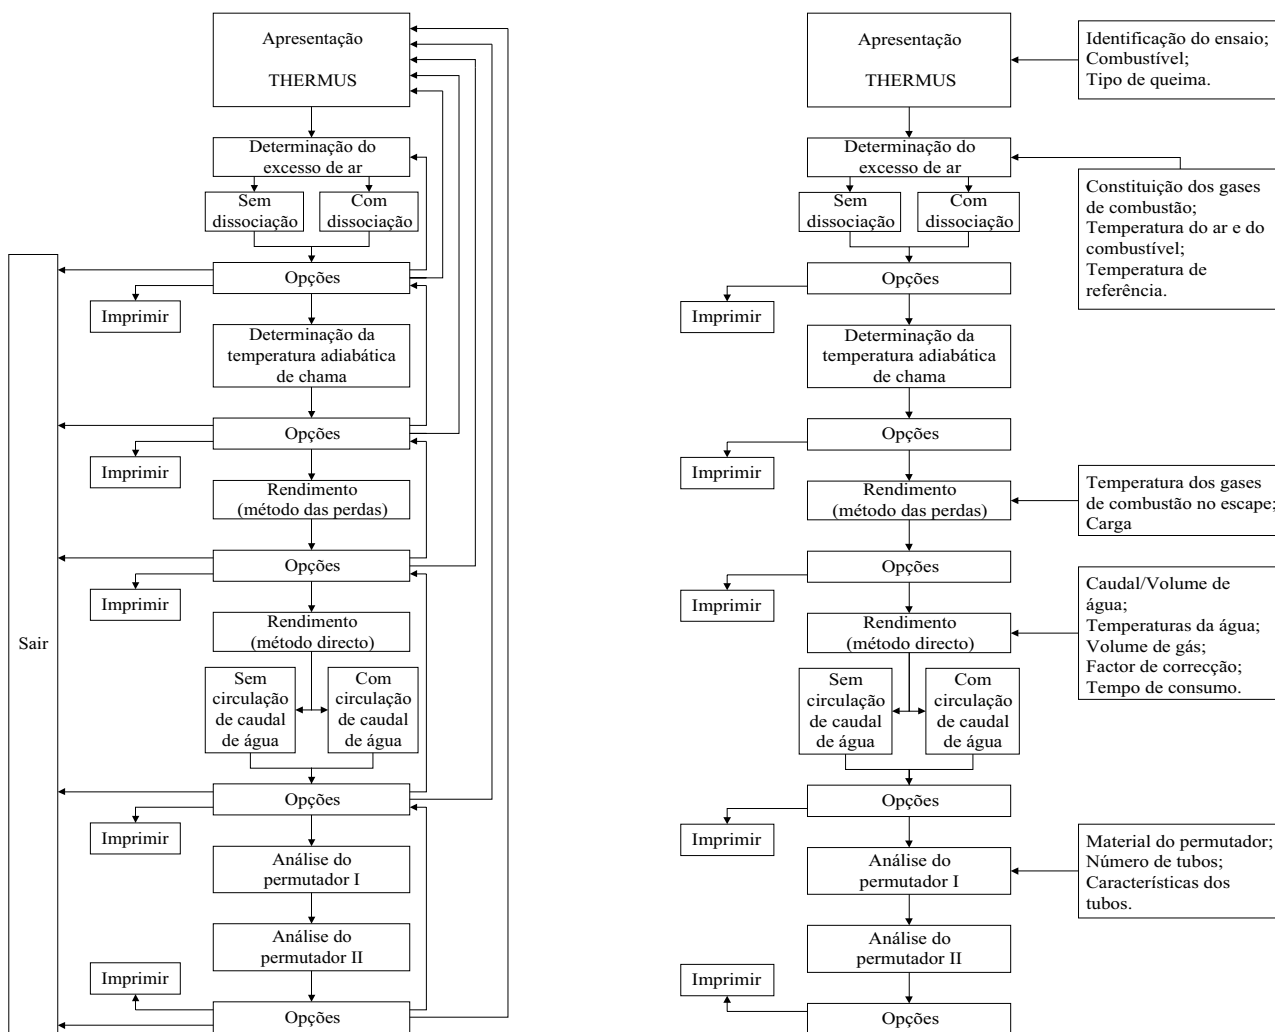 Apresentação
THERMUS
Determinação do
excesso de ar
Sem
dissociação
Com
dissociação
Opções
Imprimir
Determinação da
temperatura adiabática
de chama
Opções
Imprimir
Rendimento
(método das perdas)
Opções
Imprimir
Rendimento
(método directo)
Sair
Sem
circulação
de caudal
de água
Com
circulação
de caudal
de água
Opções
Imprimir
Análise do
permutador I
Análise do
permutador II
Imprimir
Opções
Apresentação
THERMUS
Identificação do ensaio;
Combustível;
Tipo de queima.
Determinação do
excesso de ar
Sem
dissociação
Com
dissociação
Constituição dos gases
de combustão;
Temperatura do ar e do
combustível;
Temperatura de
referência.
Opções
Imprimir
Determinação da
temperatura adiabática
de chama
Opções
Imprimir
Rendimento
(método das perdas)
Temperatura dos gases
de combustão no escape;
Carga
Opções
Imprimir
Rendimento
(método directo)
Caudal/Volume de
água;
Temperaturas da água;
Volume de gás;
Factor de correcção;
Tempo de consumo.
Sem
circulação
de caudal
de água
Com
circulação
de caudal
de água
Opções
Imprimir
Análise do
permutador I
Material do permutador;
Número de tubos;
Características dos
tubos.
Análise do
permutador II
Imprimir
Opções